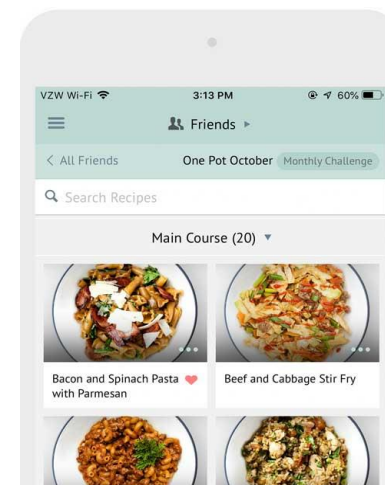 VZW Wi-Fi 3:13 PM 60%
Friends
< All Friends One Pot October Monthly Challenge
Search Recipes
Main Course (20)
Bacon and Spinach Pasta
with Parmesan
Beef and Cabbage Stir Fry